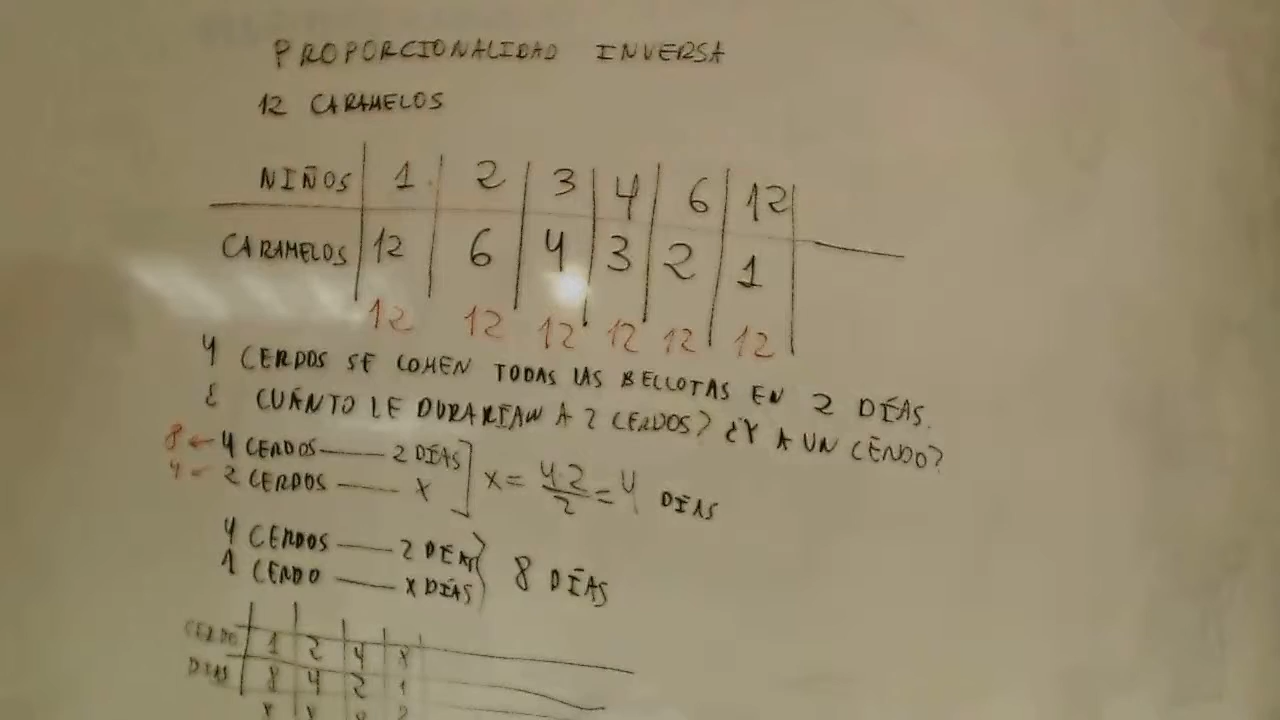 PROPORCIONALIDAD INVERSA
12 CARAMELOS
NIÑOS 1 2 3 4 6 12
CARAMELOS 12 6 4 3 2 1
12 12 12 12 12 12
4 CERDOS SE COMEN TODAS LAS BELLOTAS EN 2 DÍAS.
¿ CUÁNTO LE DURARÍAN A 2 CERDOS? ¿Y A UN CERDO?
8 ← 4 CERDOS — 2 DÍAS
4 ← 2 CERDOS — X
X = 4·2/2 = 4 DÍAS
4 CERDOS — 2 DÍAS
1 CERDO — X DÍAS
8 DÍAS
CERDO 1 2 4 8
DIAS 8 4 2 1